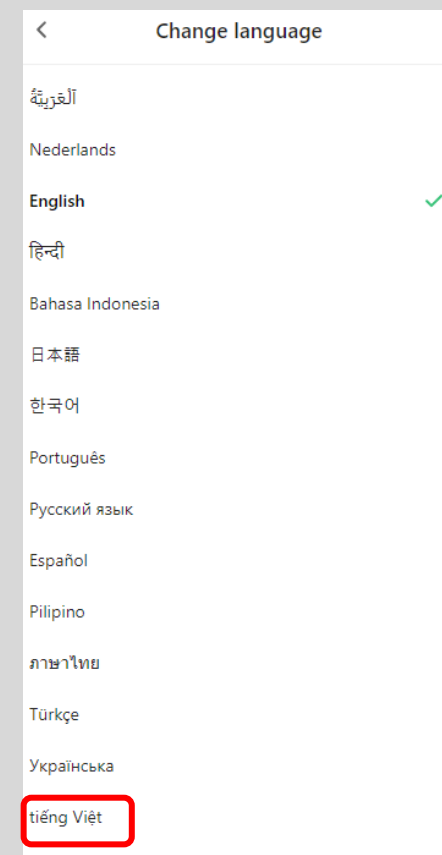 Change language
اَلْعَرَبِيَّةُ
Nederlands
English
हिन्दी
Bahasa Indonesia
日本語
한국어
Português
Русский язык
Español
Pilipino
ภาษาไทย
Türkçe
Українська
tiếng Việt